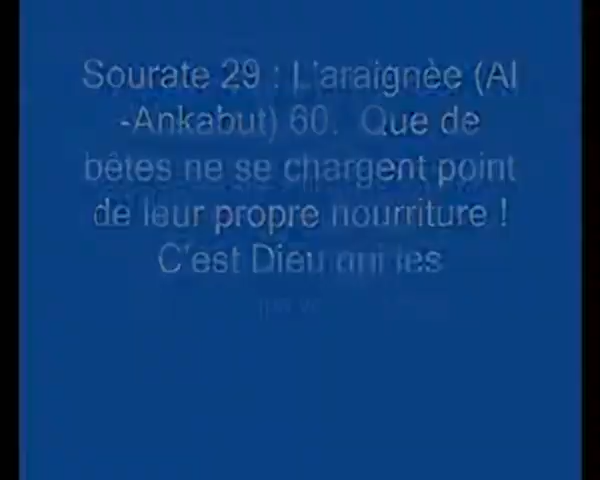 Sourate 29 : L'araignèe (Al
-Ankabut) 60. Que de
bêtes ne se chargent point
de leur propre nourriture !
C'est Dieu qui les